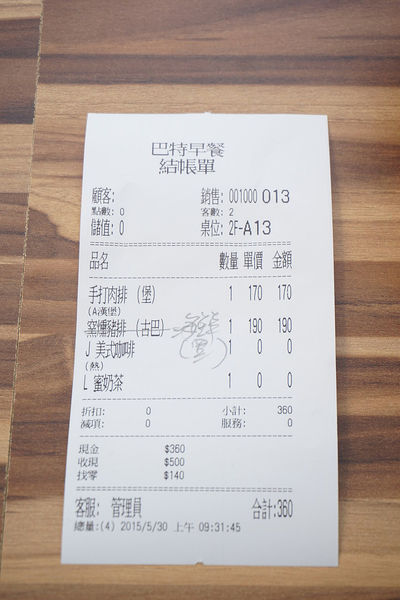 巴特早餐
結帳單
顧客: 銷售: 001000 013
點數: 0 客數: 2
儲值: 0 桌位: 2F-A13
品名 數量 單價 金額
手打肉排 (堡) 1 170 170
(A:漢堡)
窯燻豬排 (古巴) 1 190 190
J 美式咖啡 1 0 0
(熱)
L 蜜奶茶 1 0 0
折扣: 0 小計: 360
減項: 0 服務: 0
現金 $360
收現 $500
找零 $140
客服: 管理員 合計:360
總量:(4) 2015/5/30 上午 09:31:45